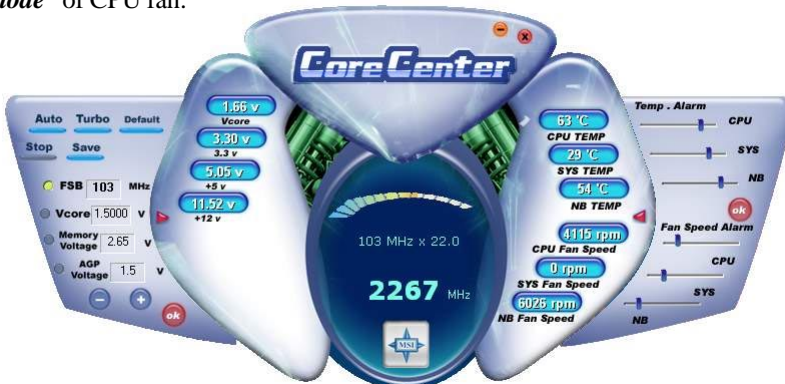 ode" of CPU fan.
CoreCenter
Auto Turbo Default
Stop Save
FSB 103 MHz
Vcore 1.5000 v
Memory Voltage 2.65 v
AGP Voltage 1.5 v
ok
1.66 v
Vcore
3.30 v
3.3 v
5.05 v
+5 v
11.52 v
+12 v
103 MHz x 22.0
2267 MHz
MSI
63 °C
CPU TEMP
29 °C
SYS TEMP
54 °C
NB TEMP
4115 rpm
CPU Fan Speed
0 rpm
SYS Fan Speed
6026 rpm
NB Fan Speed
Temp . Alarm
CPU
SYS
NB
ok
Fan Speed Alarm
CPU
SYS
NB